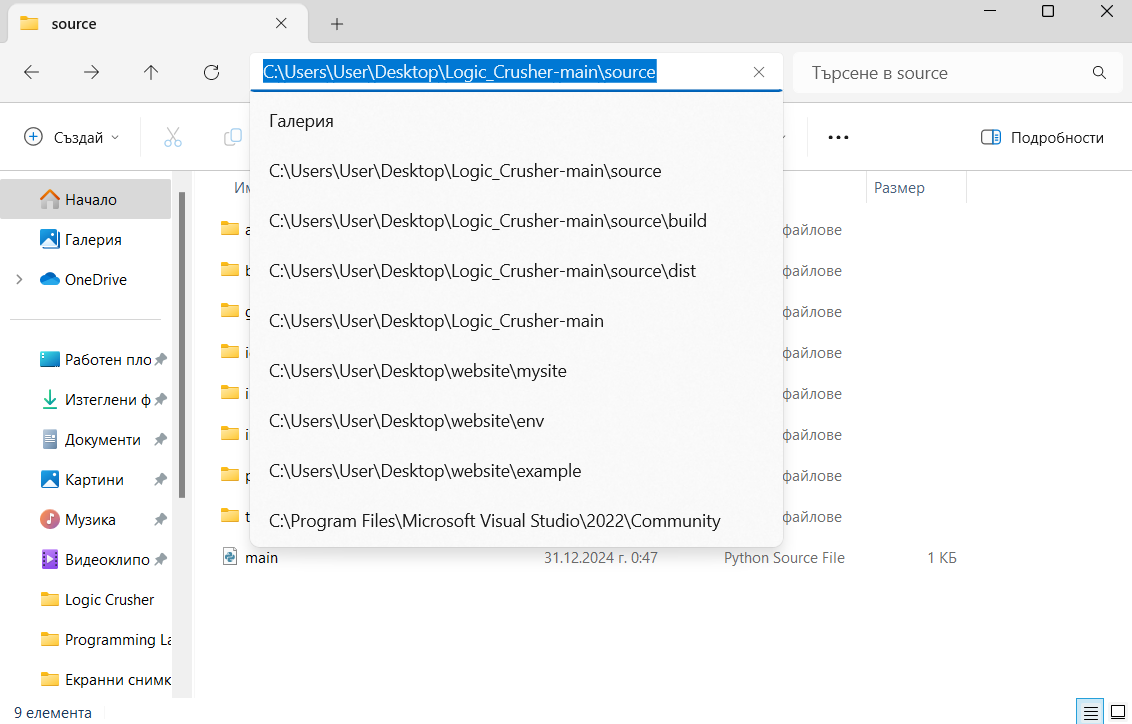 source
C:\Users\User\Desktop\Logic_Crusher-main\source
Търсене в source
Създай
Подробности
Галерия
C:\Users\User\Desktop\Logic_Crusher-main\source
C:\Users\User\Desktop\Logic_Crusher-main\source\build
C:\Users\User\Desktop\Logic_Crusher-main\source\dist
C:\Users\User\Desktop\Logic_Crusher-main
C:\Users\User\Desktop\website\mysite
C:\Users\User\Desktop\website\env
C:\Users\User\Desktop\website\example
C:\Program Files\Microsoft Visual Studio\2022\Community
Размер
файлове
файлове
файлове
файлове
файлове
файлове
файлове
файлове
main 31.12.2024 г. 0:47 Python Source File 1 КБ
Начало
Галерия
OneDrive
Работен пло
Изтеглени ф
Документи
Картини
Музика
Видеоклипо
Logic Crusher
Programming La
Екранни снимк
9 елемента